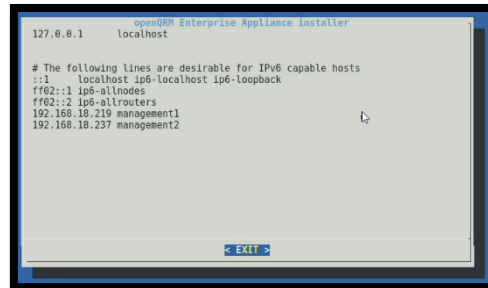 openQRM Enterprise Appliance installer
127.0.0.1 localhost
# The following lines are desirable for IPv6 capable hosts
::1 localhost ip6-localhost ip6-loopback
ff02::1 ip6-allnodes
ff02::2 ip6-allrouters
192.168.18.219 management1
192.168.18.237 management2
< EXIT >